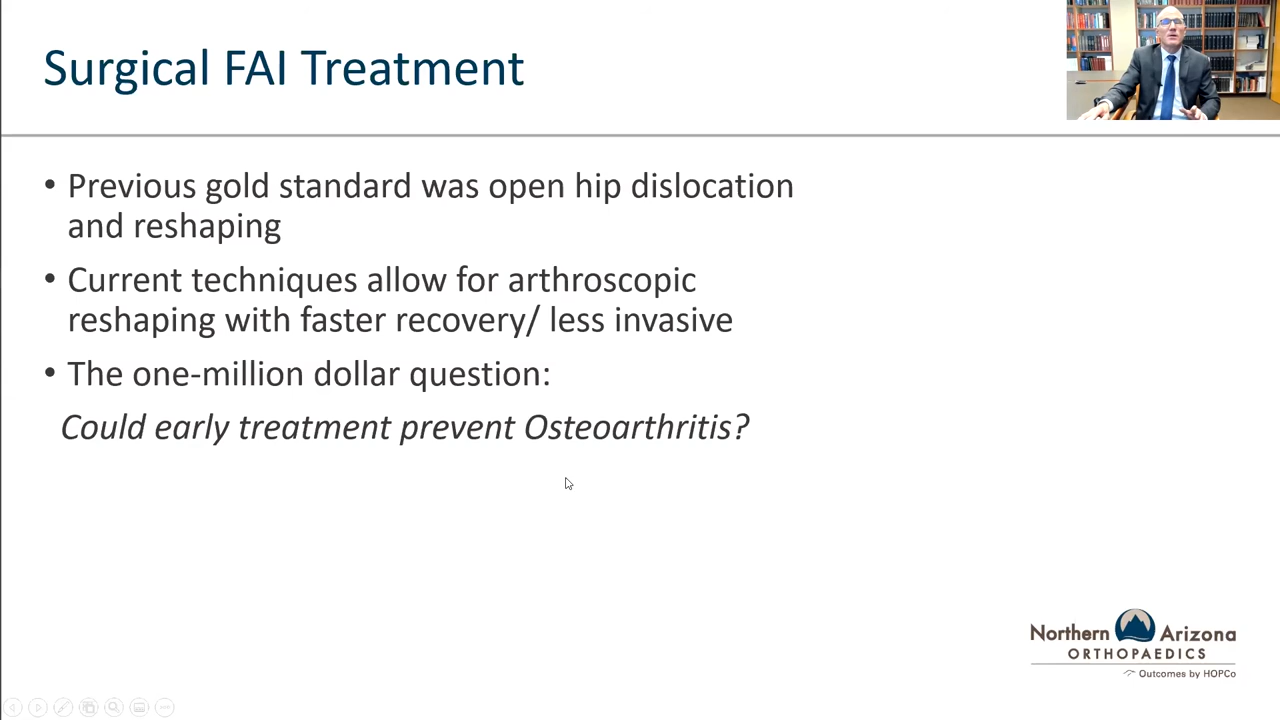 Surgical FAI Treatment
• Previous gold standard was open hip dislocation
and reshaping
• Current techniques allow for arthroscopic
reshaping with faster recovery/ less invasive
• The one-million dollar question:
Could early treatment prevent Osteoarthritis?
Northern Arizona
ORTHOPAEDICS
Outcomes by HOPCo